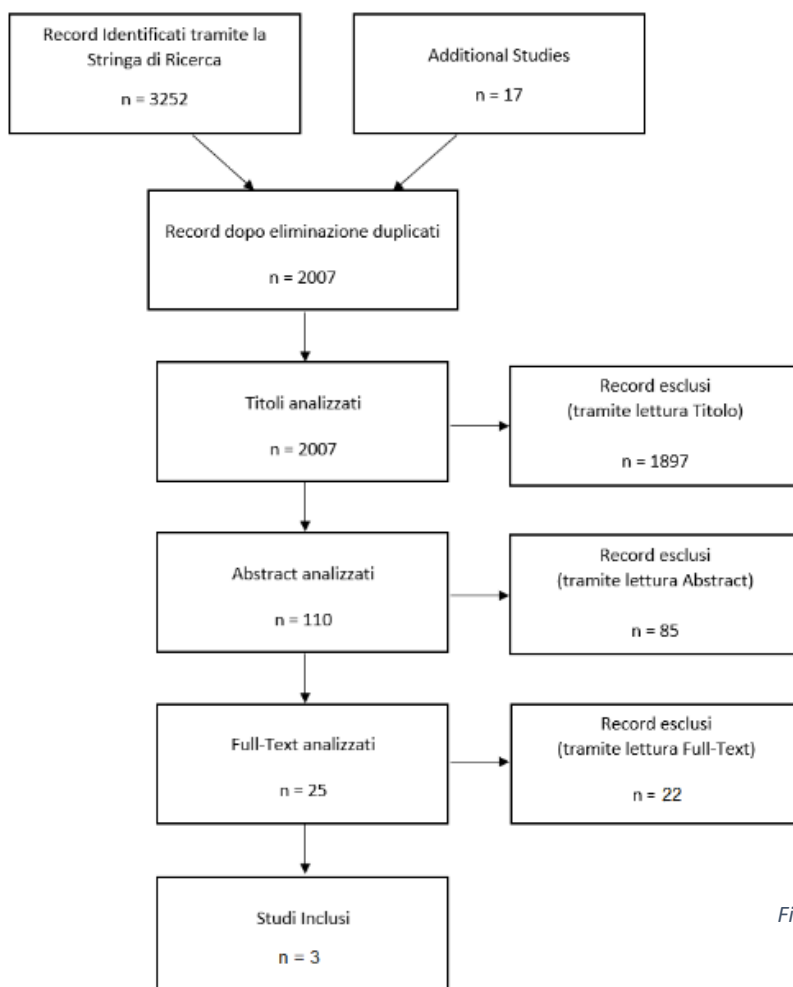 Record Identificati tramite la
Stringa di Ricerca
n = 3252
Additional Studies
n = 17
Record dopo eliminazione duplicati
n = 2007
Titoli analizzati
n = 2007
Record esclusi
(tramite lettura Titolo)
n = 1897
Abstract analizzati
n = 110
Record esclusi
(tramite lettura Abstract)
n = 85
Full-Text analizzati
n = 25
Record esclusi
(tramite lettura Full-Text)
n = 22
Studi Inclusi
n = 3
Fi